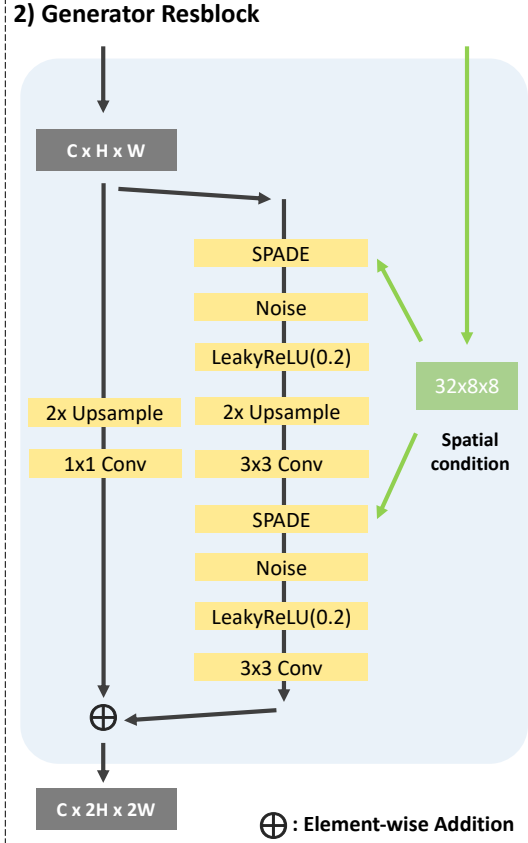 2) Generator Resblock
C x H x W
SPADE
Noise
LeakyReLU(0.2)
2x Upsample
3x3 Conv
SPADE
Noise
LeakyReLU(0.2)
3x3 Conv
2x Upsample
1x1 Conv
32x8x8
Spatial
condition
C x 2H x 2W
: Element-wise Addition